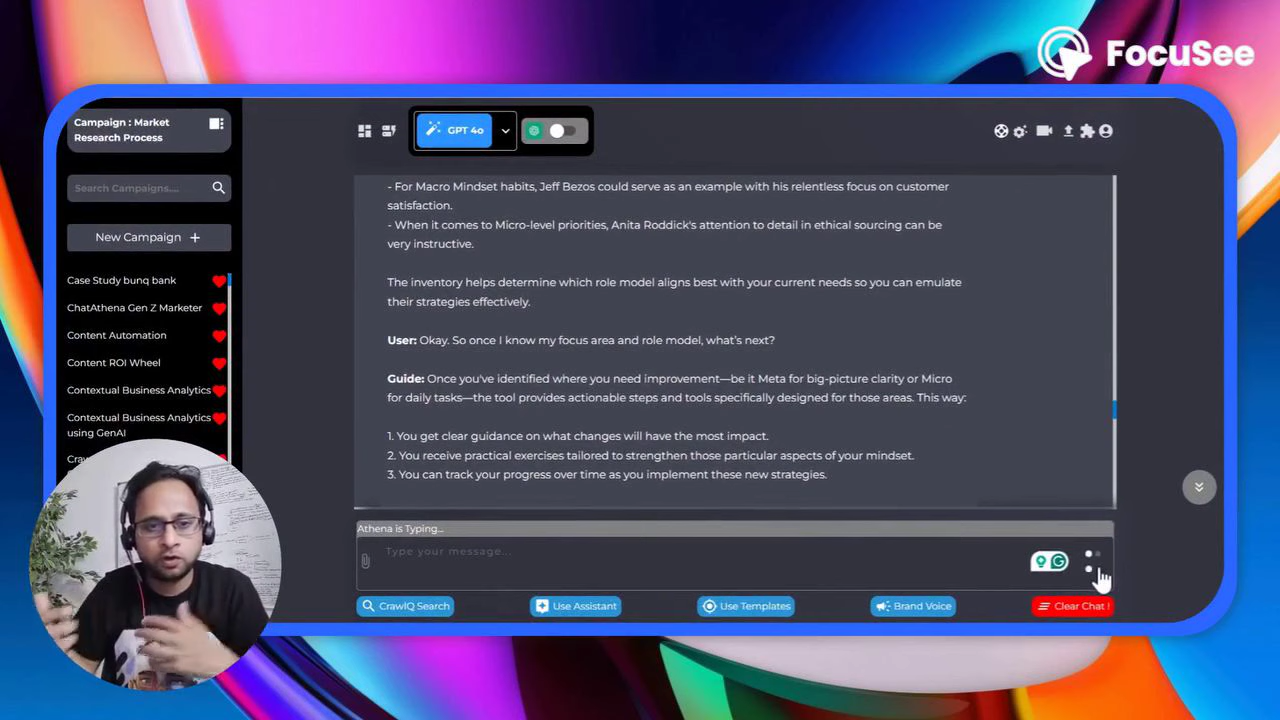 FocuSee
Campaign : Market
Research Process
Search Campaigns....
New Campaign +
Case Study bunq bank
ChatAthena Gen Z Marketer
Content Automation
Content ROI Wheel
Contextual Business Analytics
Contextual Business Analytics
using GenAI
GPT 4o
- For Macro Mindset habits, Jeff Bezos could serve as an example with his relentless focus on customer
satisfaction.
- When it comes to Micro-level priorities, Anita Roddick's attention to detail in ethical sourcing can be
very instructive.
The inventory helps determine which role model aligns best with your current needs so you can emulate
their strategies effectively.
User: Okay. So once I know my focus area and role model, what's next?
Guide: Once you've identified where you need improvement—be it Meta for big-picture clarity or Micro
for daily tasks—the tool provides actionable steps and tools specifically designed for those areas. This way:
1. You get clear guidance on what changes will have the most impact.
2. You receive practical exercises tailored to strengthen those particular aspects of your mindset.
3. You can track your progress over time as you implement these new strategies.
Athena is Typing...
Type your message...
CrawlQ Search
Use Assistant
Use Templates
Brand Voice
Clear Chat !